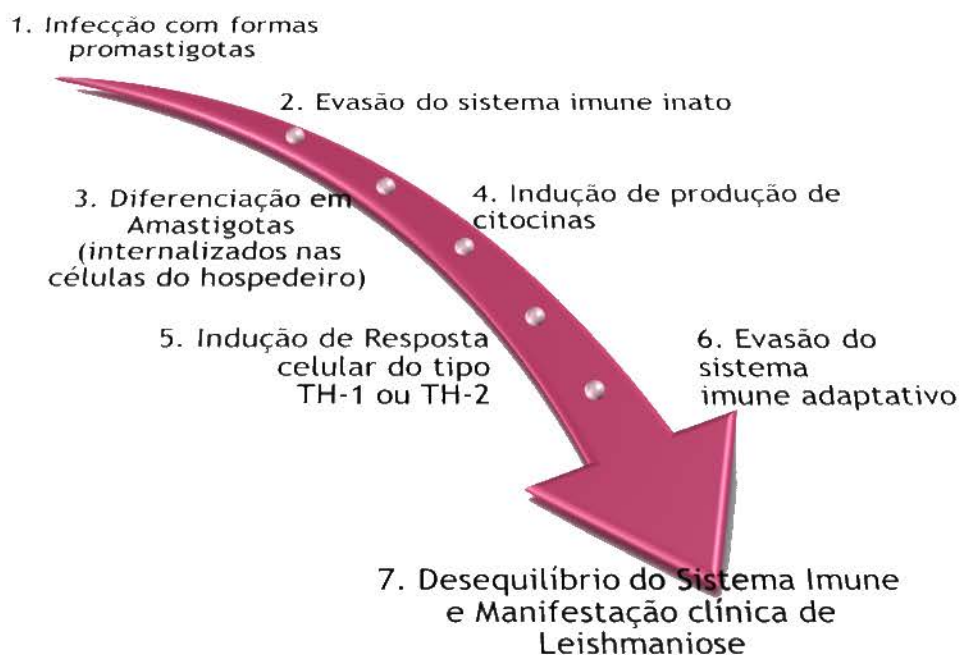 1. Infecção com formas
promastigotas
2. Evasão do sistema imune inato
3. Diferenciação em
Amastigotas
(internalizados nas
células do hospedeiro)
4. Indução de produção de
citocinas
5. Indução de Resposta
celular do tipo
TH-1 ou TH-2
6. Evasão do
sistema
imune adaptativo
7. Desequilíbrio do Sistema Imune
e Manifestação clínica de
Leishmaniose